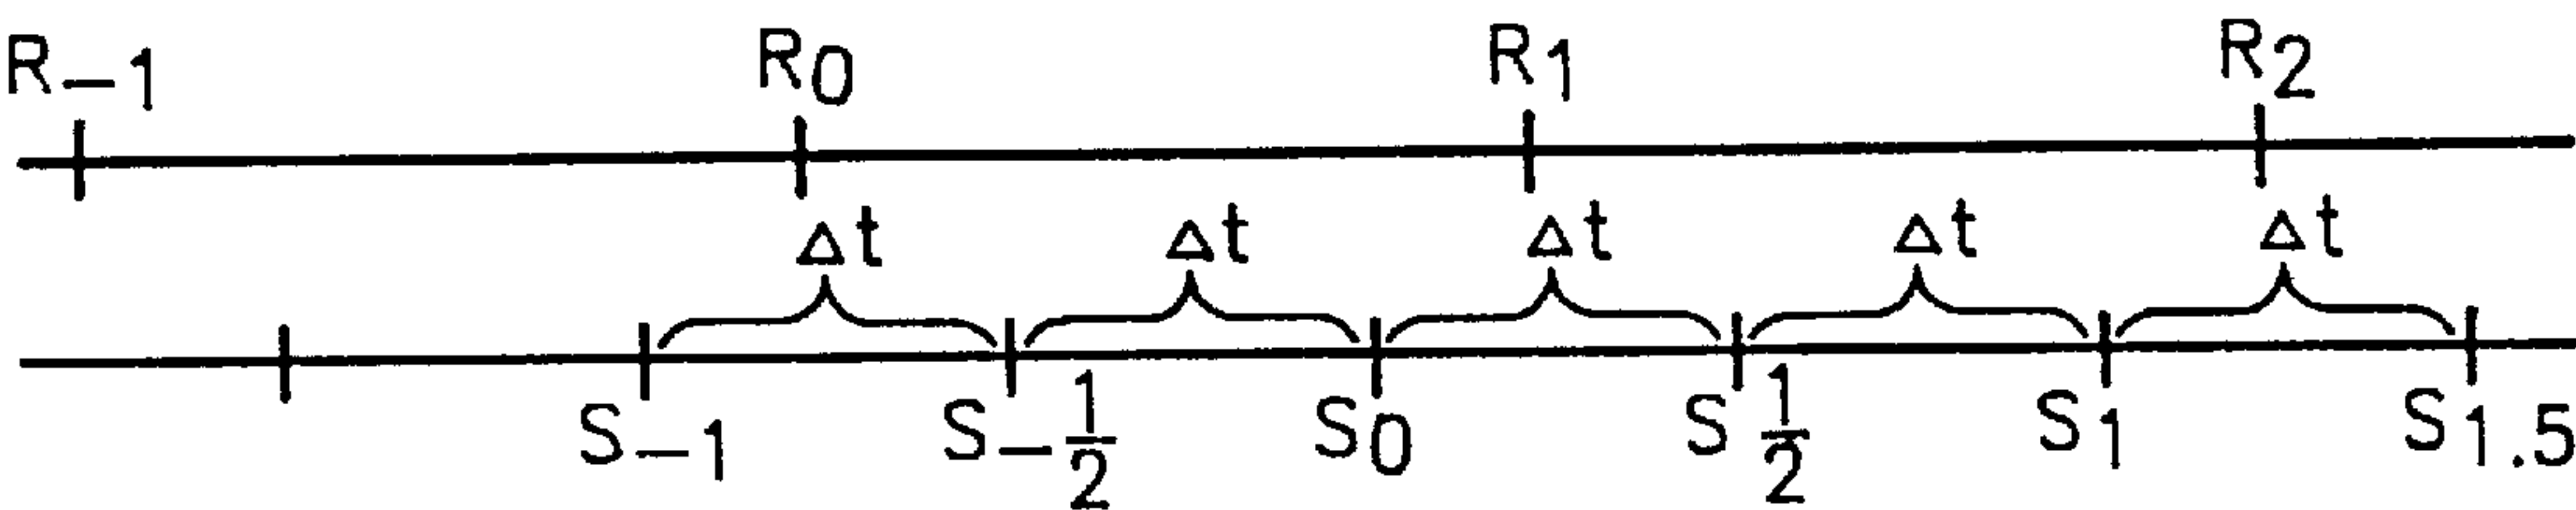 R₋₁ R₀ R₁ R₂
Δt Δt Δt Δt Δt
S₋₁ S₋½ S₀ S½ S₁ S₁.₅